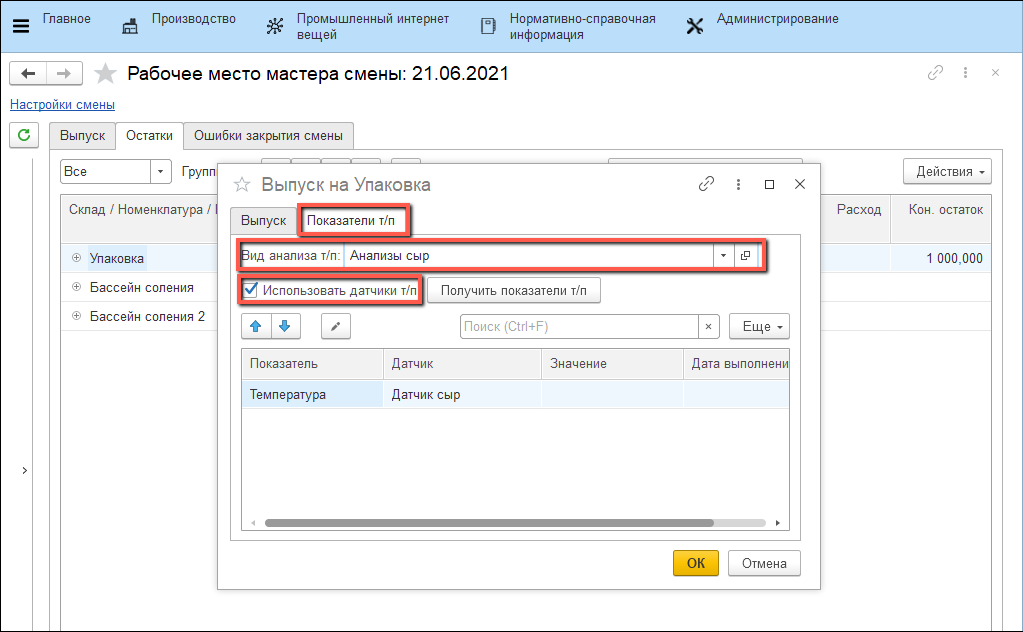 Главное
Производство
Промышленный интернет
вещей
Нормативно-справочная
информация
Администрирование
Рабочее место мастера смены: 21.06.2021
Настройки смены
Выпуск
Остатки
Ошибки закрытия смены
Все
Действия
Склад / Номенклатура /
Расход
Кон. остаток
Упаковка
1 000,000
Бассейн соления
Бассейн соления 2
Выпуск на Упаковка
Выпуск
Показатели т/п
Вид анализа т/п:
Анализы сыр
Использовать датчики т/п
Получить показатели т/п
Поиск (Ctrl+F)
Еще
Показатель
Датчик
Значение
Дата выполнени
Температура
Датчик сыр
ОК
Отмена